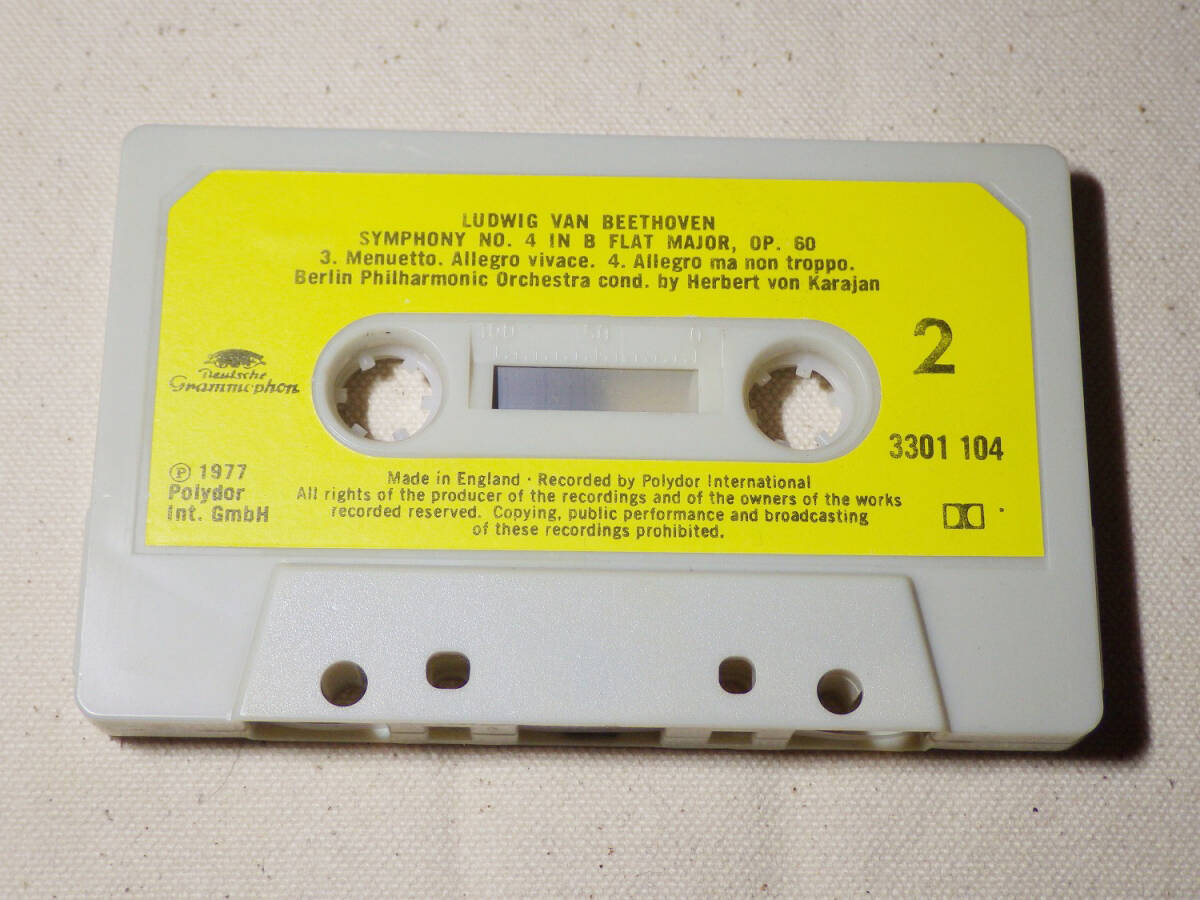 LUDWIG VAN BEETHOVEN
SYMPHONY NO. 4 IN B FLAT MAJOR, OP. 60
3. Menuetto. Allegro vivace. 4. Allegro ma non troppo.
Berlin Philharmonic Orchestra cond. by Herbert von Karajan
100 50 0
2
Deutsche
Grammophon
3301 104
℗ 1977
Polydor
Int. GmbH
Made in England · Recorded by Polydor International
All rights of the producer of the recordings and of the owners of the works
recorded reserved. Copying, public performance and broadcasting
of these recordings prohibited.